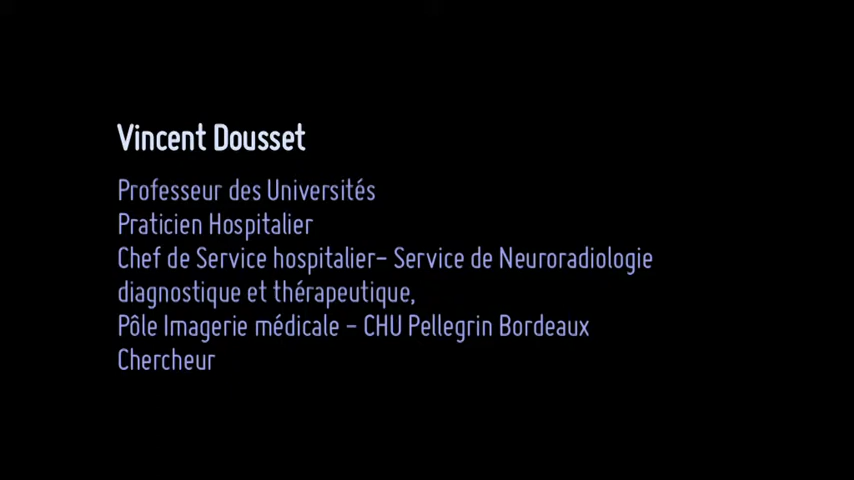 Vincent Dousset
Professeur des Universités
Praticien Hospitalier
Chef de Service hospitalier- Service de Neuroradiologie
diagnostique et thérapeutique,
Pôle Imagerie médicale - CHU Pellegrin Bordeaux
Chercheur